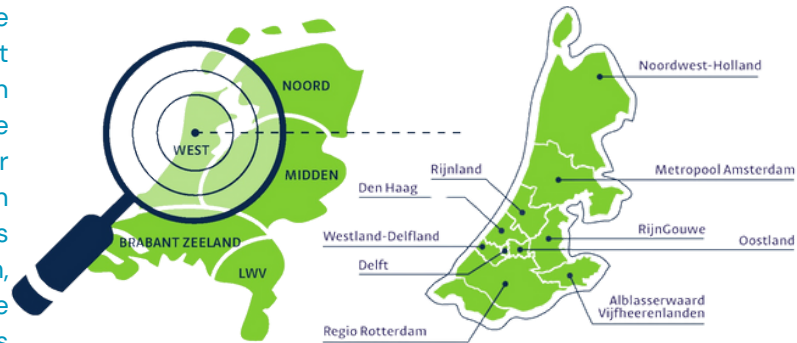 e
t
n
e
r
n
s
n,
e
s
NOORD
WEST
MIDDEN
BRABANT ZEELAND
LWV
Noordwest-Holland
Metropool Amsterdam
Rijnland
Den Haag
RijnGouwe
Westland-Delfland
Oostland
Delft
Alblasserwaard
Vijfheerenlanden
Regio Rotterdam